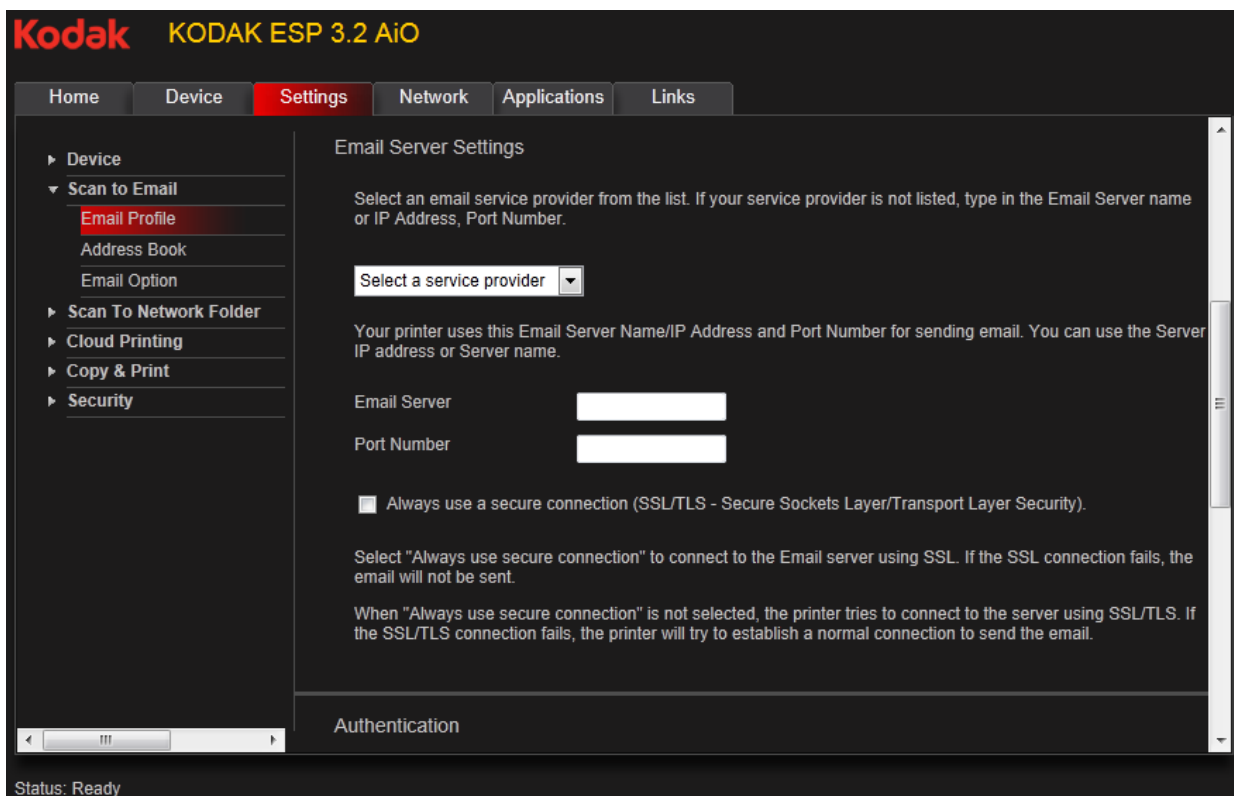 Kodak KODAK ESP 3.2 AiO
Home Device Settings Network Applications Links
Device
Scan to Email
Email Profile
Address Book
Email Option
Scan To Network Folder
Cloud Printing
Copy & Print
Security
Email Server Settings
Select an email service provider from the list. If your service provider is not listed, type in the Email Server name
or IP Address, Port Number.
Select a service provider
Your printer uses this Email Server Name/IP Address and Port Number for sending email. You can use the Server
IP address or Server name.
Email Server
Port Number
Always use a secure connection (SSL/TLS - Secure Sockets Layer/Transport Layer Security).
Select "Always use secure connection" to connect to the Email server using SSL. If the SSL connection fails, the
email will not be sent.
When "Always use secure connection" is not selected, the printer tries to connect to the server using SSL/TLS. If
the SSL/TLS connection fails, the printer will try to establish a normal connection to send the email.
Authentication
Status: Ready